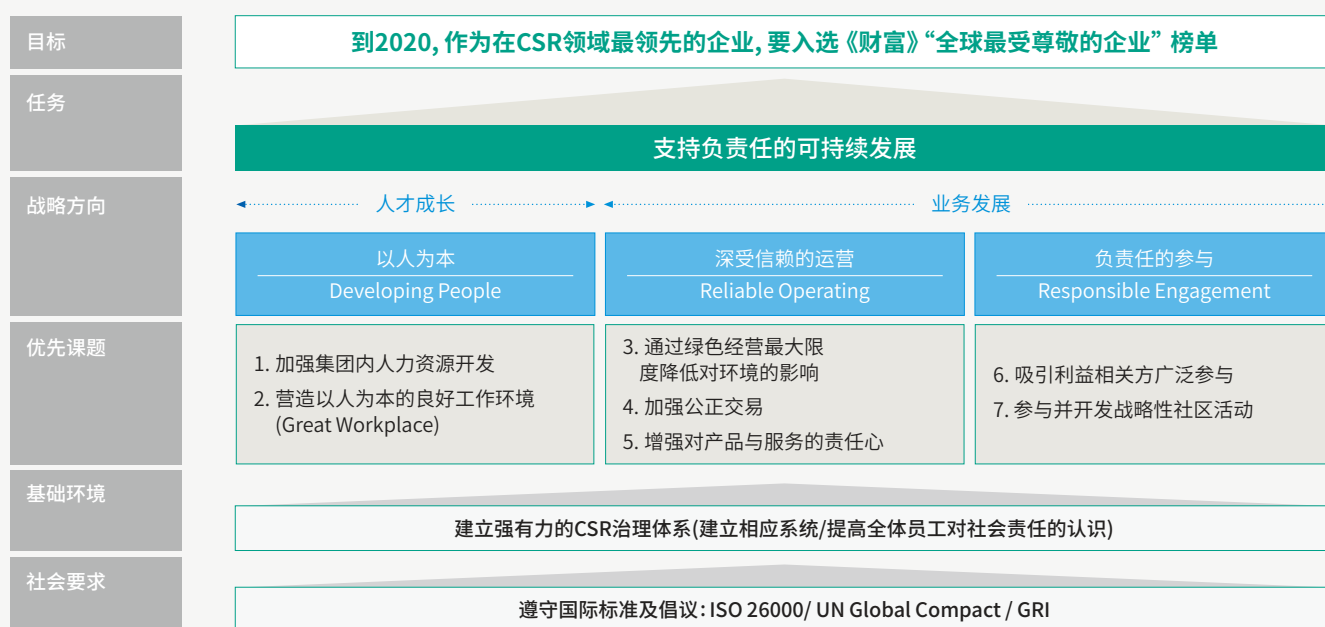 目标
到2020, 作为在CSR领域最领先的企业, 要入选《财富》“全球最受尊敬的企业” 榜单
任务
支持负责任的可持续发展
战略方向
人才成长
业务发展
以人为本
Developing People
深受信赖的运营
Reliable Operating
负责任的参与
Responsible Engagement
优先课题
1. 加强集团内人力资源开发
2. 营造以人为本的良好工作环境
(Great Workplace)
3. 通过绿色经营最大限
度降低对环境的影响
4. 加强公正交易
5. 增强对产品与服务的责任心
6. 吸引利益相关方广泛参与
7. 参与并开发战略性社区活动
基础环境
建立强有力的CSR治理体系(建立相应系统/提高全体员工对社会责任的认识)
社会要求
遵守国际标准及倡议: ISO 26000/ UN Global Compact / GRI